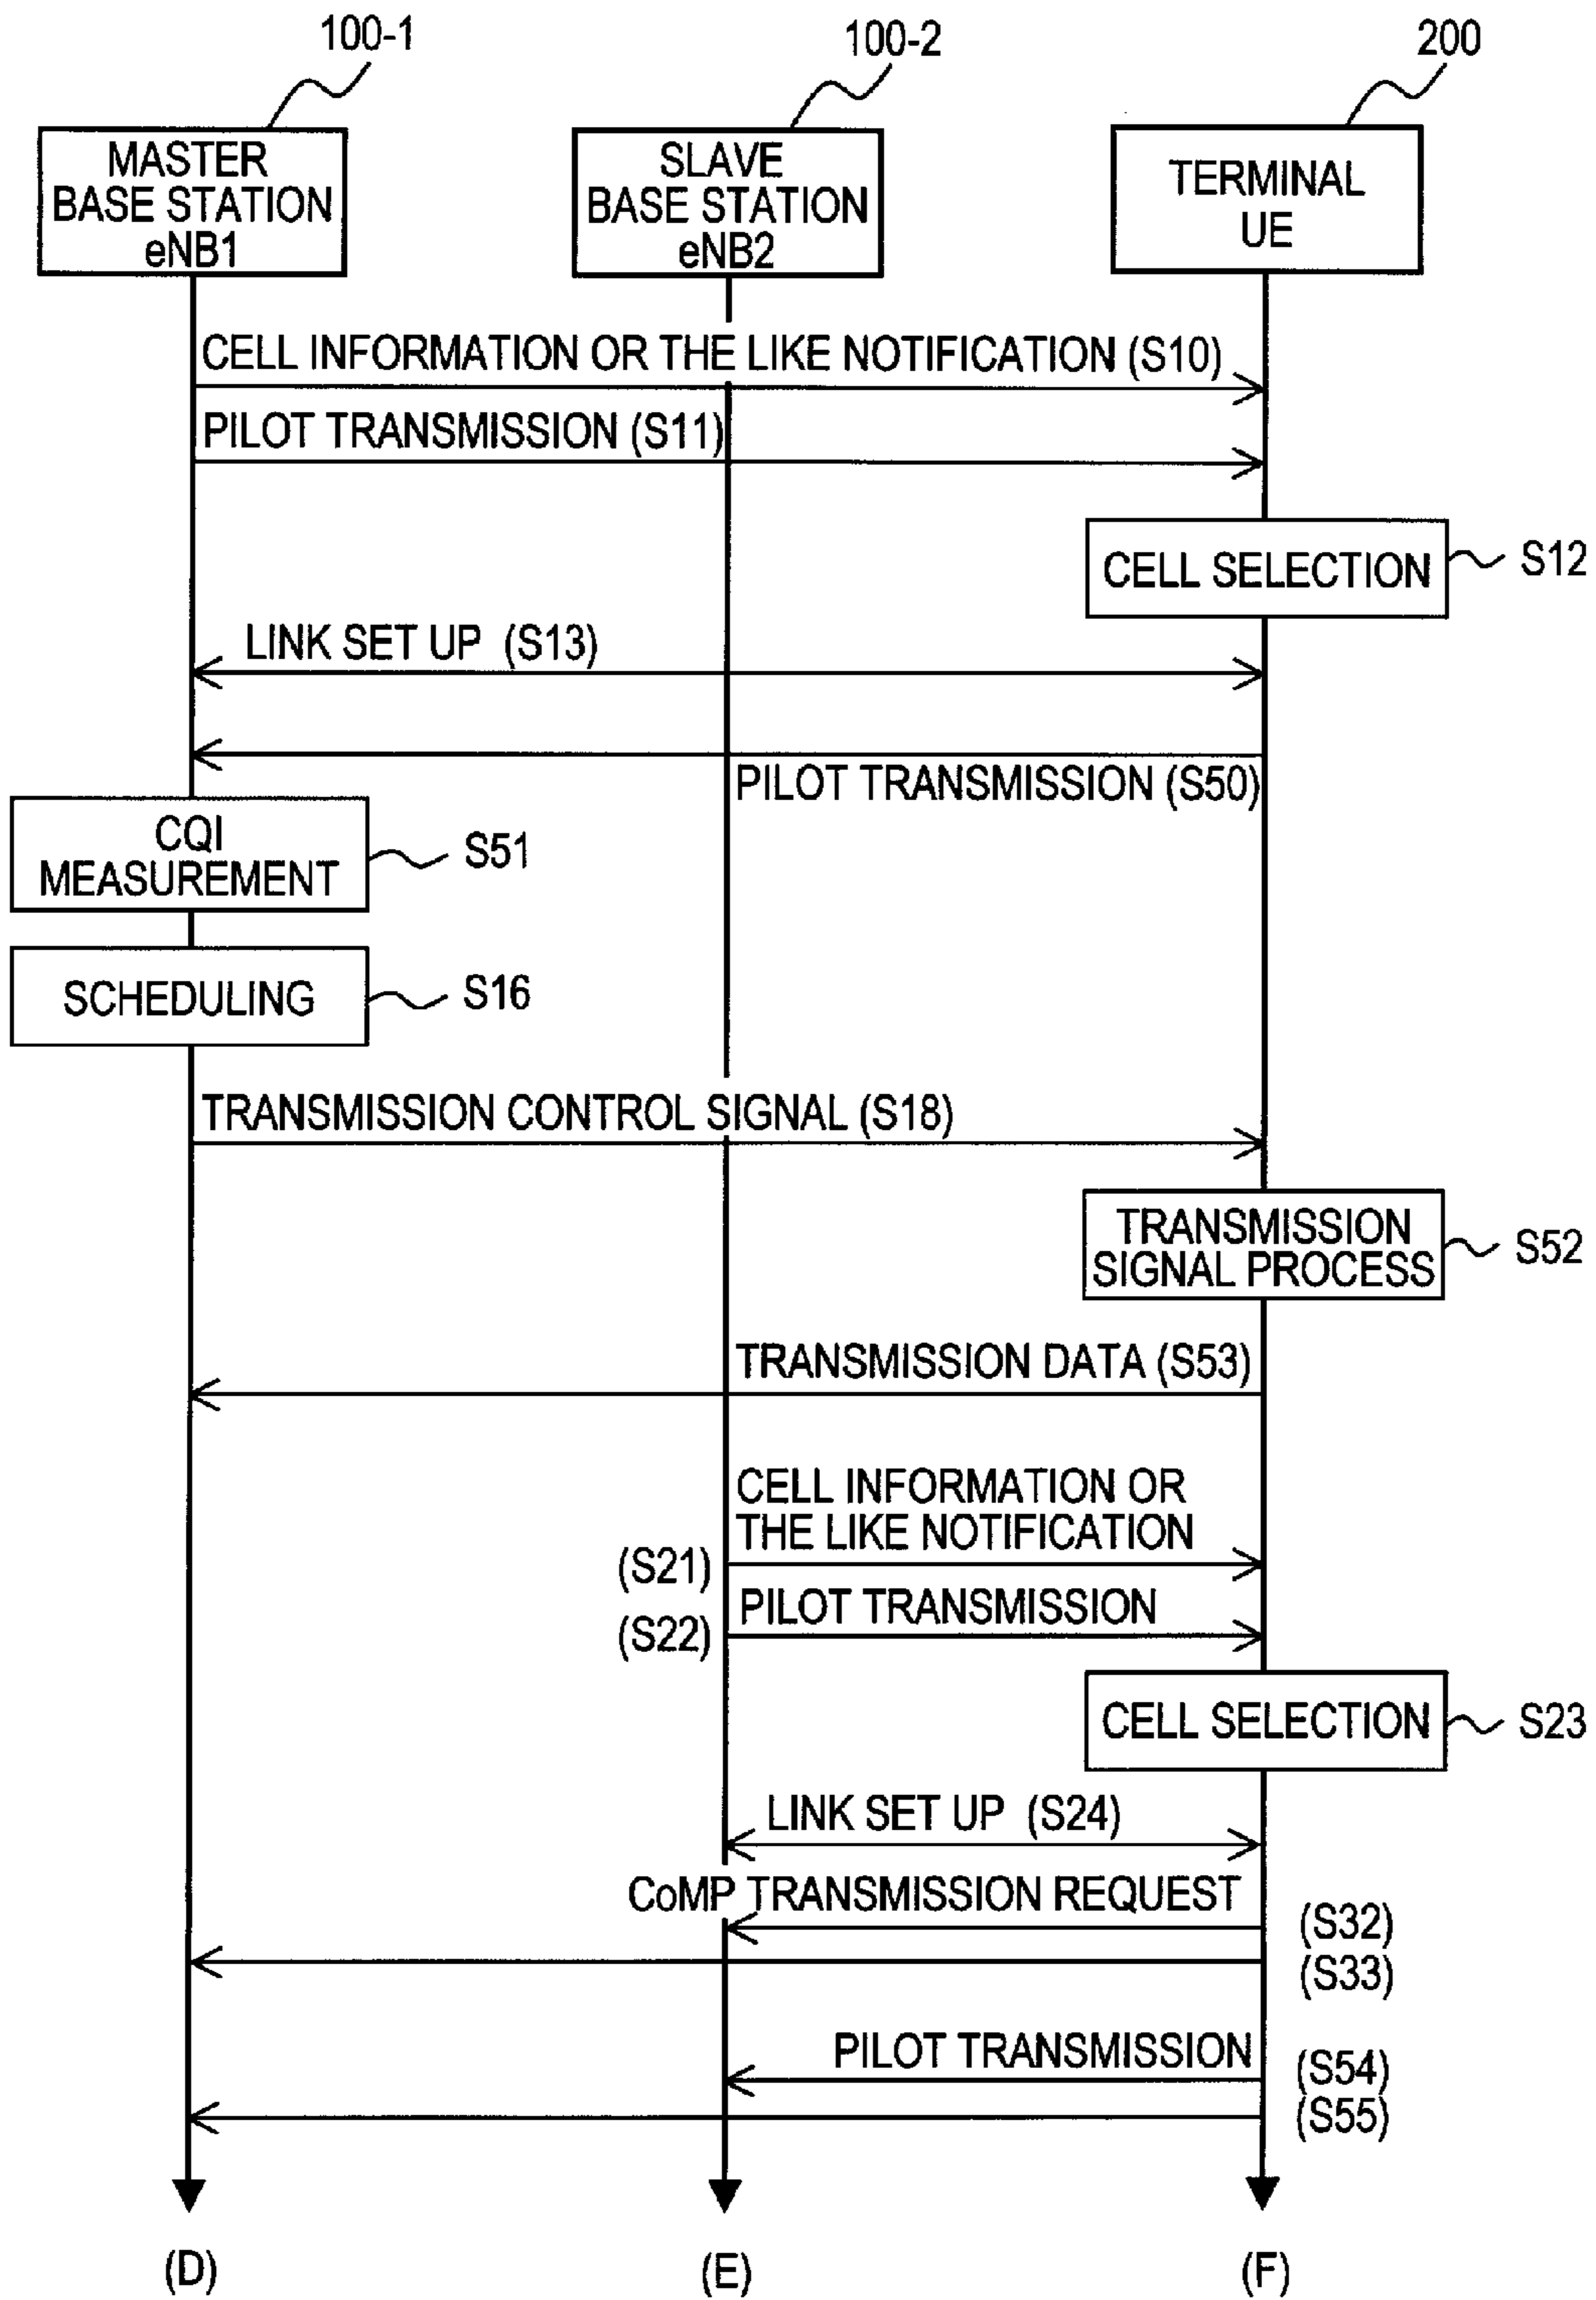 100-1
100-2
200
MASTER
BASE STATION
eNB1
SLAVE
BASE STATION
eNB2
TERMINAL
UE
CELL INFORMATION OR THE LIKE NOTIFICATION (S10)
PILOT TRANSMISSION (S11)
CELL SELECTION
S12
LINK SET UP (S13)
PILOT TRANSMISSION (S50)
CQI
MEASUREMENT
S51
SCHEDULING
S16
TRANSMISSION CONTROL SIGNAL (S18)
TRANSMISSION
SIGNAL PROCESS
S52
TRANSMISSION DATA (S53)
CELL INFORMATION OR
THE LIKE NOTIFICATION
(S21)
PILOT TRANSMISSION
(S22)
CELL SELECTION
S23
LINK SET UP (S24)
CoMP TRANSMISSION REQUEST
(S32)
(S33)
PILOT TRANSMISSION
(S54)
(S55)
(D)
(E)
(F)